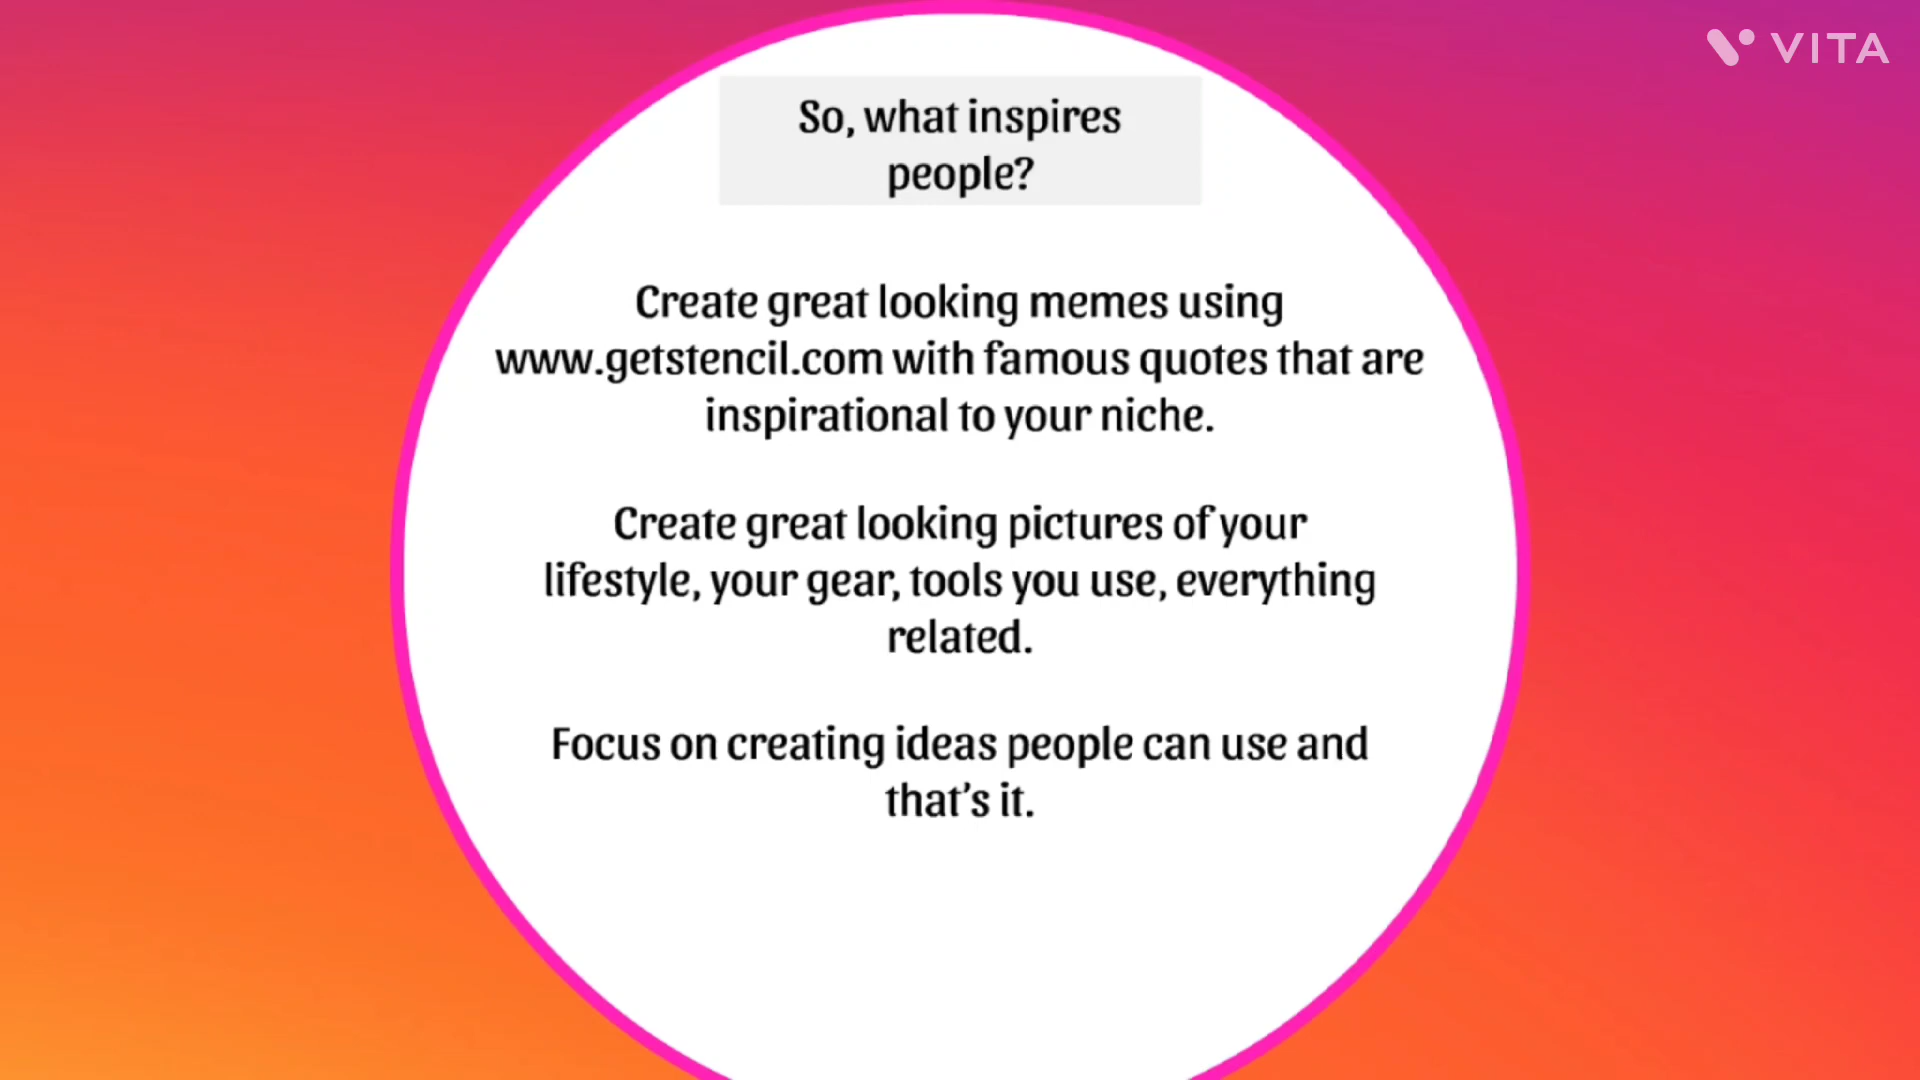 VITA
So, what inspires
people?
Create great looking memes using
www.getstencil.com with famous quotes that are
inspirational to your niche.
Create great looking pictures of your
lifestyle, your gear, tools you use, everything
related.
Focus on creating ideas people can use and
that’s it.